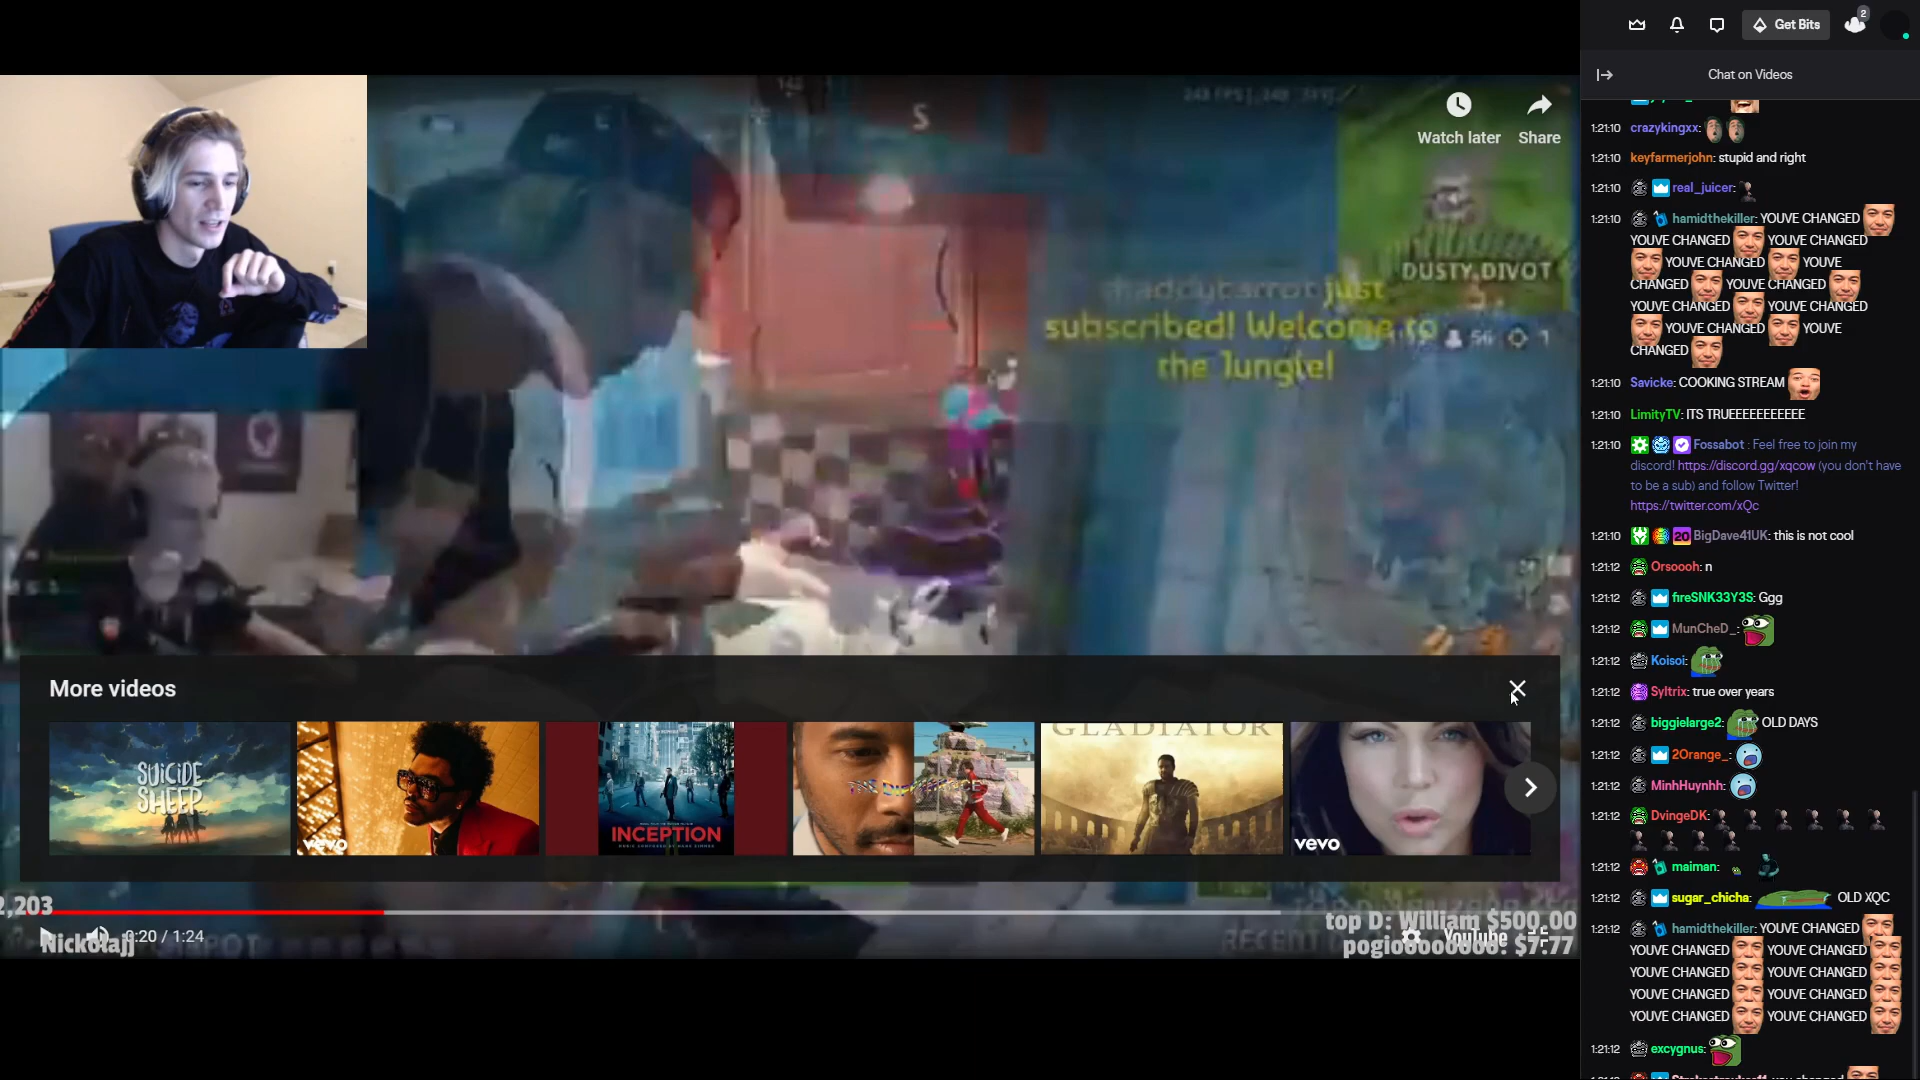 Get Bits
2
Chat on Videos
Watch later
Share
S
DUSTY DIVOT
just
subscribed! Welcome to
the Jungle!
56
More videos
SUICIDE
SHEEP
vevo
INCEPTION
GLADIATOR
vevo
2,203
0:20 / 1:24
Nickolajj
top D: William $500.00
YouTube
$7.77
1:21:10 crazykingxx:
1:21:10 keyfarmerjohn: stupid and right
1:21:10 real_juicer:
1:21:10 hamidthekiller: YOUVE CHANGED
YOUVE CHANGED YOUVE CHANGED
YOUVE CHANGED YOUVE
CHANGED YOUVE CHANGED
YOUVE CHANGED YOUVE CHANGED
YOUVE CHANGED YOUVE
CHANGED
1:21:10 Savicke: COOKING STREAM
1:21:10 LimityTV: ITS TRUEEEEEEEEEEE
1:21:10 Fossabot : Feel free to join my
discord! https://discord.gg/xqcow (you don't have
to be a sub) and follow Twitter!
https://twitter.com/xQc
1:21:10 20 BigDave41UK: this is not cool
1:21:12 Orsoooh: n
1:21:12 fireSNK33Y3S: Ggg
1:21:12 MunCheD_:
1:21:12 Koisoi:
1:21:12 Syltrix: true over years
1:21:12 biggielarge2: OLD DAYS
1:21:12 2Orange_:
1:21:12 MinhHuynhh:
1:21:12 DvingeDK:
1:21:12 maiman:
1:21:12 sugar_chicha: OLD XQC
1:21:12 hamidthekiller: YOUVE CHANGED
YOUVE CHANGED YOUVE CHANGED
YOUVE CHANGED YOUVE CHANGED
YOUVE CHANGED YOUVE CHANGED
YOUVE CHANGED YOUVE CHANGED
1:21:12 excygnus: